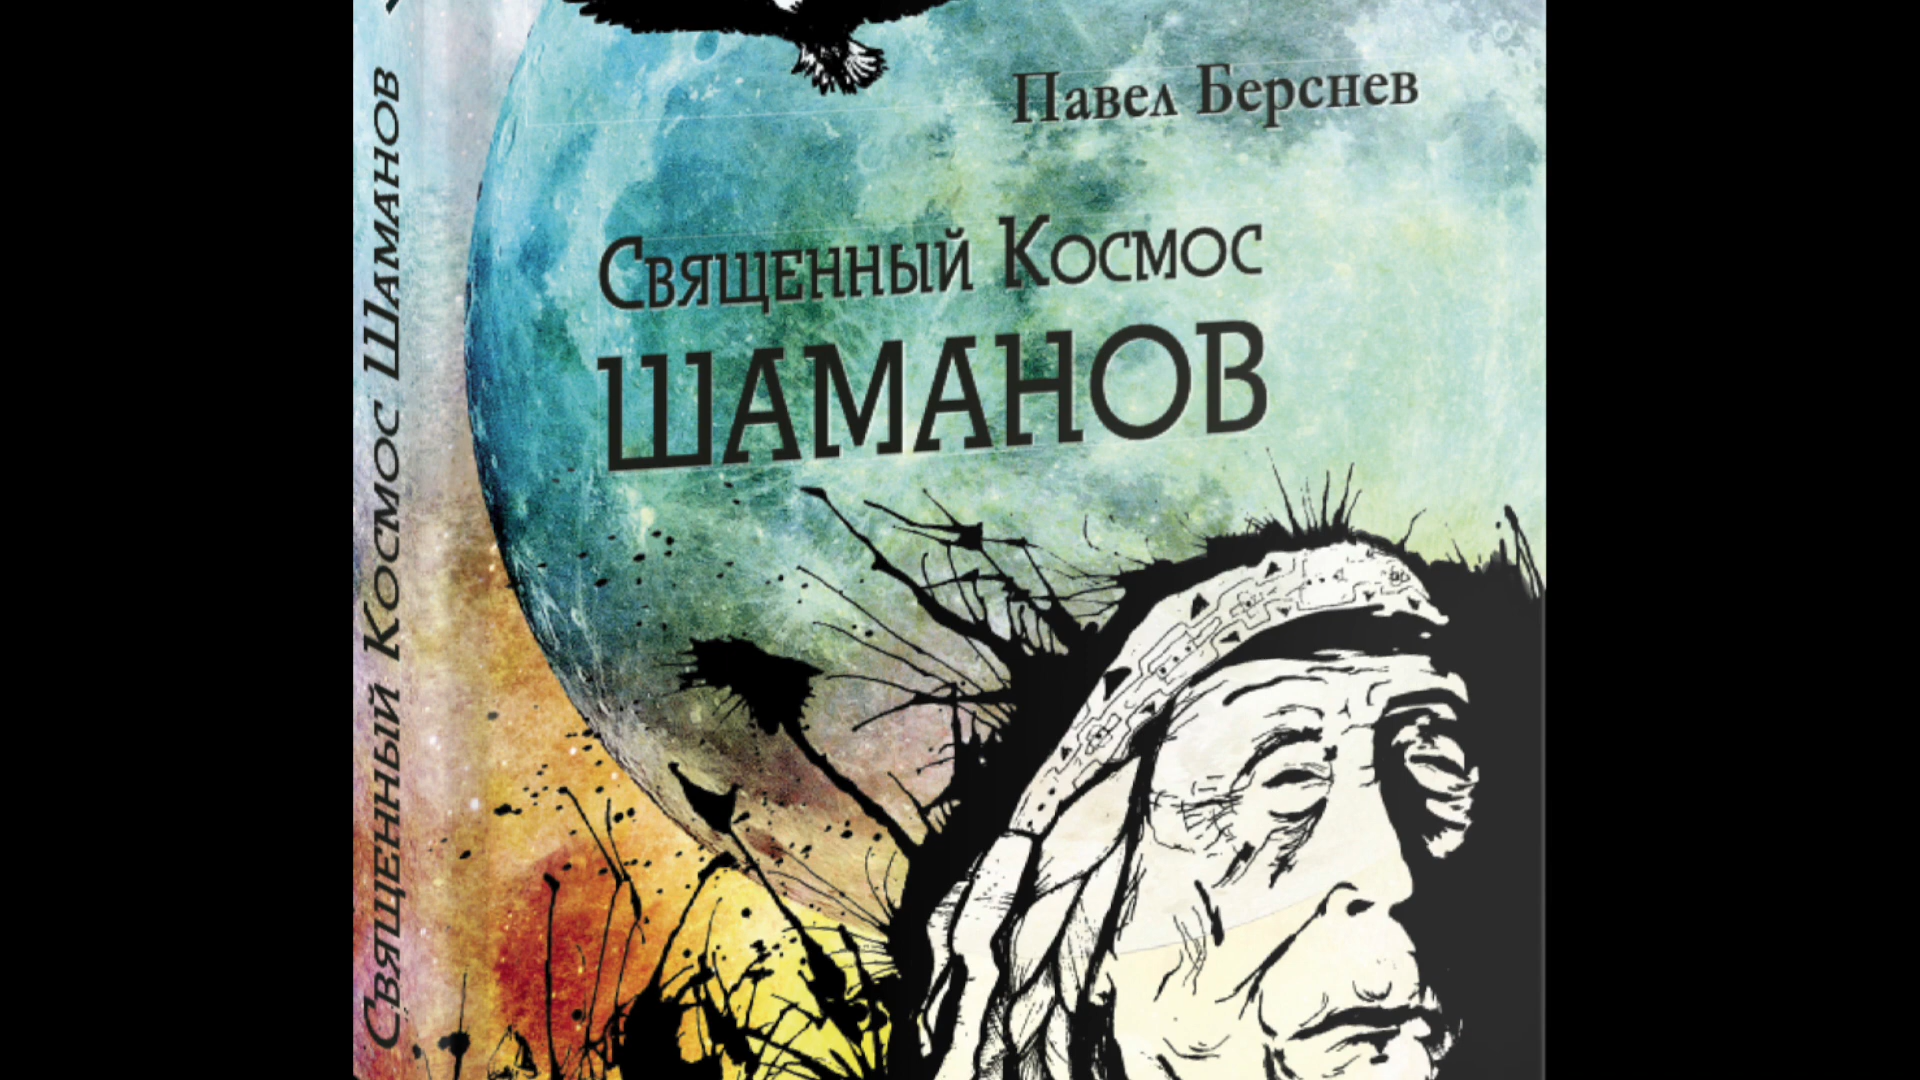 Павел Берснев
Священный Космос
ШАМАНОВ
Священный Космос Шаманов